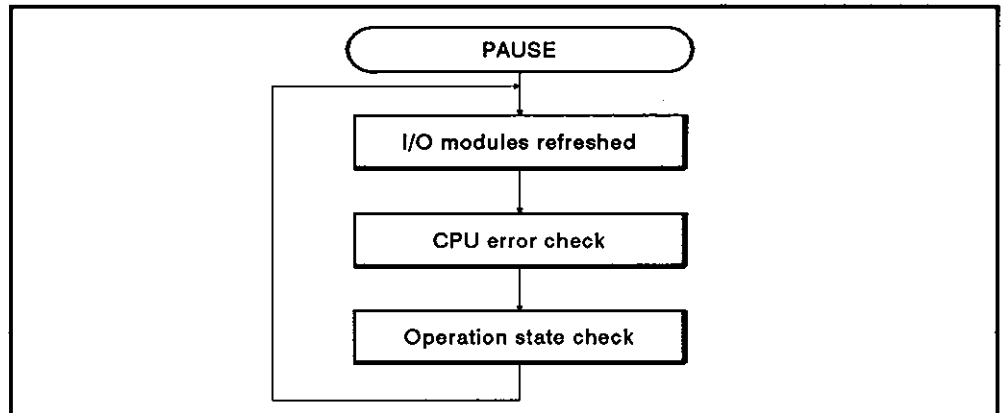 PAUSE
I/O modules refreshed
CPU error check
Operation state check